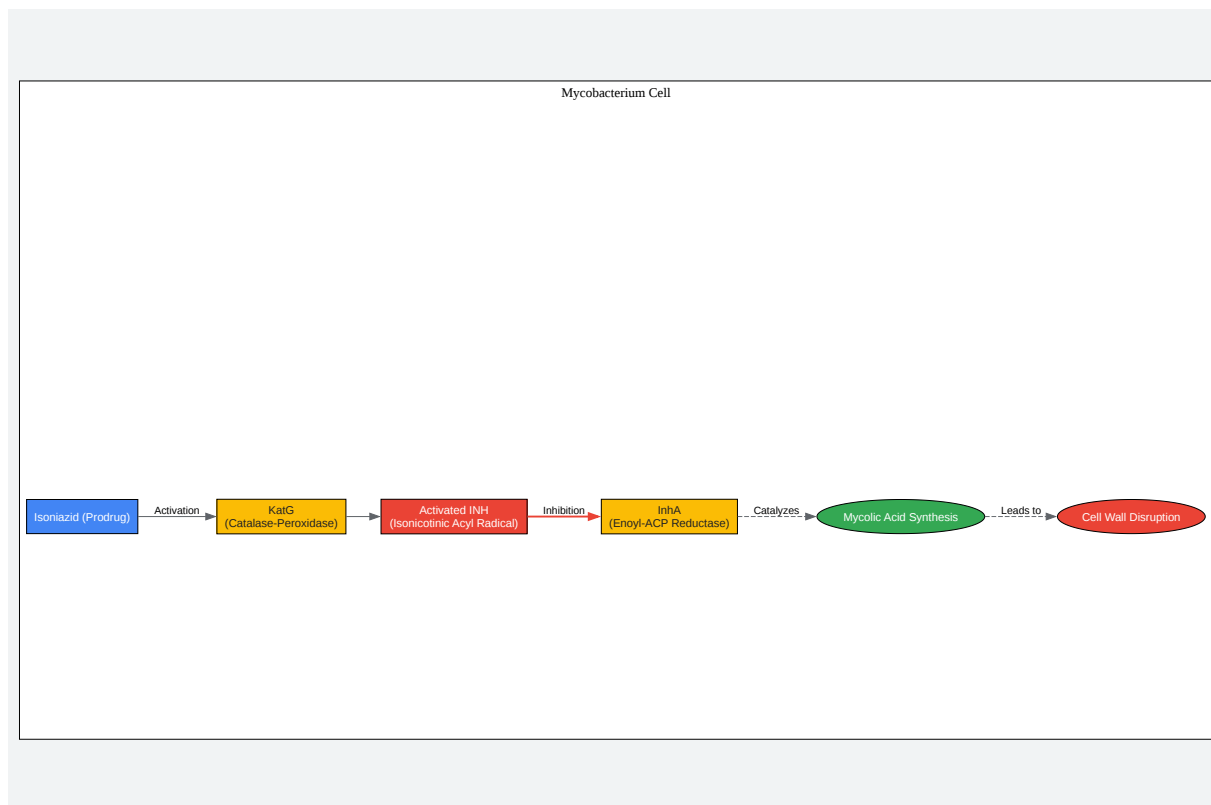 Mycobacterium Cell
Isoniazid (Prodrug)
Activation
KatG
(Catalase-Peroxidase)
Activated INH
(Isonicotinic Acyl Radical)
Inhibition
InhA
(Enoyl-ACP Reductase)
Catalyzes
Mycolic Acid Synthesis
Leads to
Cell Wall Disruption